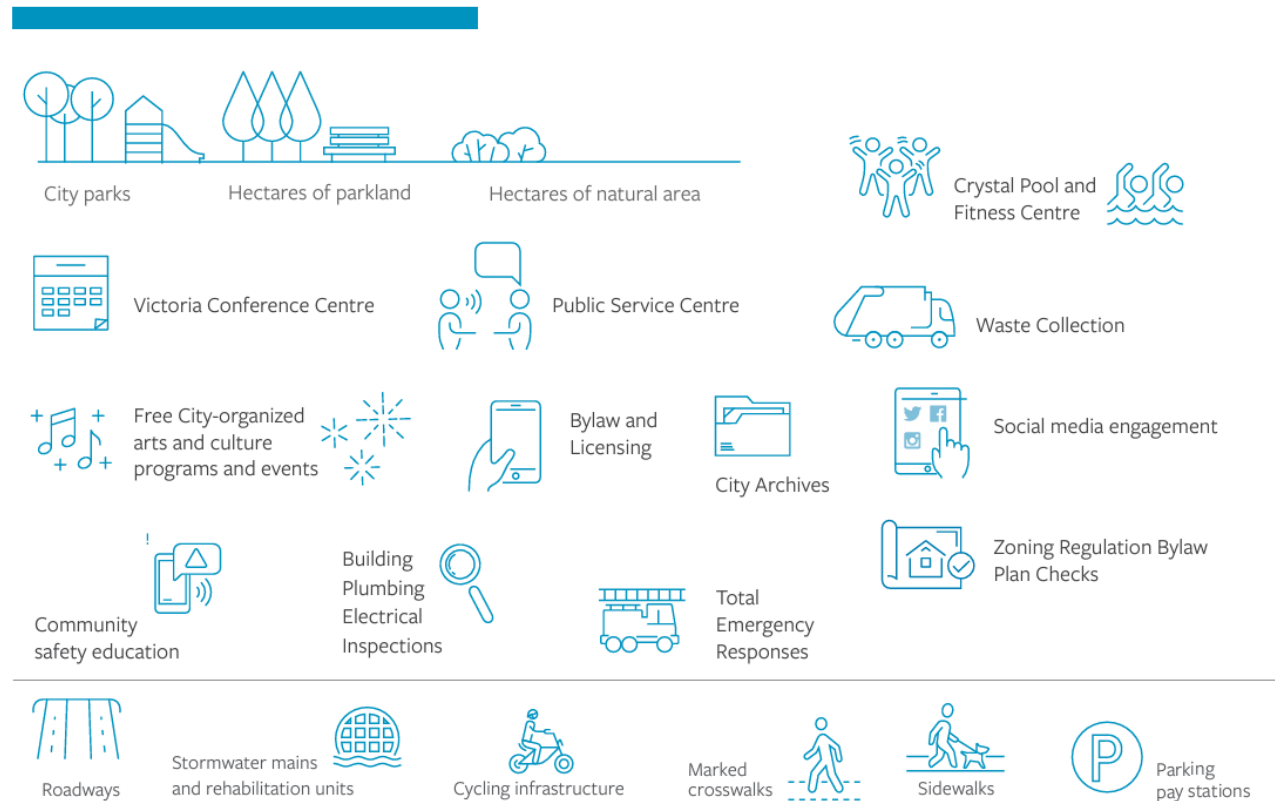 City parks
Hectares of parkland
Hectares of natural area
Crystal Pool and
Fitness Centre
Victoria Conference Centre
Public Service Centre
Waste Collection
Free City-organized
arts and culture
programs and events
Bylaw and
Licensing
City Archives
Social media engagement
!
Community
safety education
Building
Plumbing
Electrical
Inspections
Total
Emergency
Responses
Zoning Regulation Bylaw
Plan Checks
Roadways
Stormwater mains
and rehabilitation units
Cycling infrastructure
Marked
crosswalks
Sidewalks
P
Parking
pay stations